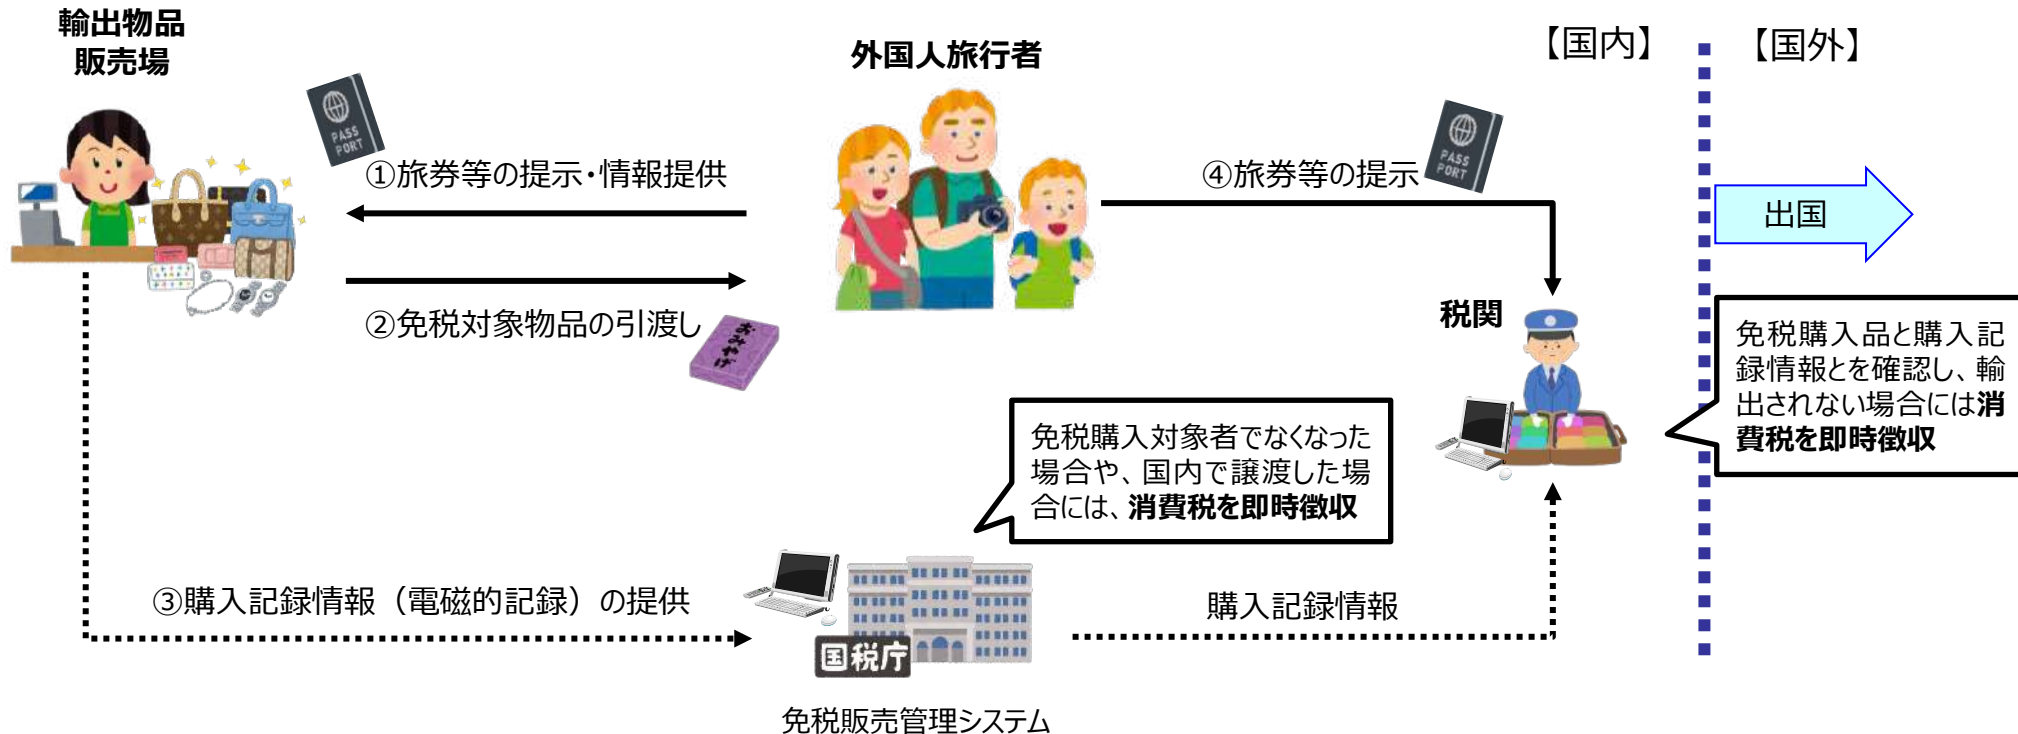 輸出物品
販売場
外国人旅行者
【国内】
【国外】
PASS
PORT
①旅券等の提示・情報提供
④旅券等の提示
PASS
PORT
出国
②免税対象物品の引渡し
おみやげ
税関
免税購入品と購入記
録情報とを確認し、輸
出されない場合には消
費税を即時徴収
免税購入対象者でなくなった
場合や、国内で譲渡した場
合には、消費税を即時徴収
③購入記録情報（電磁的記録）の提供
購入記録情報
国税庁
免税販売管理システム